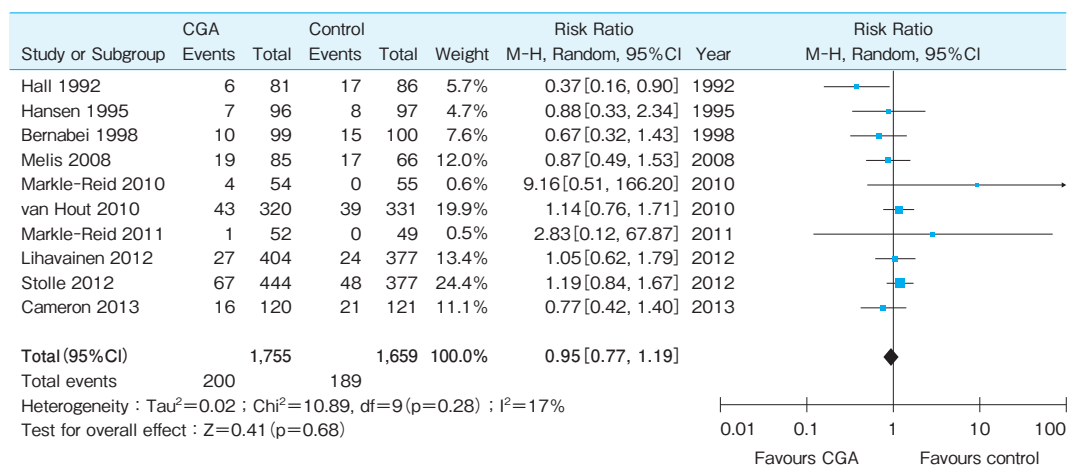 CGA Control Risk Ratio Risk Ratio
Study or Subgroup Events Total Events Total Weight M-H, Random, 95%CI Year M-H, Random, 95%CI
Hall 1992 6 81 17 86 5.7% 0.37[0.16, 0.90] 1992
Hansen 1995 7 96 8 97 4.7% 0.88[0.33, 2.34] 1995
Bernabei 1998 10 99 15 100 7.6% 0.67[0.32, 1.43] 1998
Melis 2008 19 85 17 66 12.0% 0.87[0.49, 1.53] 2008
Markle-Reid 2010 4 54 0 55 0.6% 9.16[0.51, 166.20] 2010
van Hout 2010 43 320 39 331 19.9% 1.14[0.76, 1.71] 2010
Markle-Reid 2011 1 52 0 49 0.5% 2.83[0.12, 67.87] 2011
Lihavainen 2012 27 404 24 377 13.4% 1.05[0.62, 1.79] 2012
Stolle 2012 67 444 48 377 24.4% 1.19[0.84, 1.67] 2012
Cameron 2013 16 120 21 121 11.1% 0.77[0.42, 1.40] 2013
Total(95%CI) 1,755 1,659 100.0% 0.95[0.77, 1.19]
Total events 200 189
Heterogeneity：Tau²＝0.02；Chi²＝10.89, df＝9(p＝0.28)；I²＝17%
Test for overall effect：Z＝0.41(p＝0.68)
0.01 0.1 1 10 100
Favours CGA Favours control